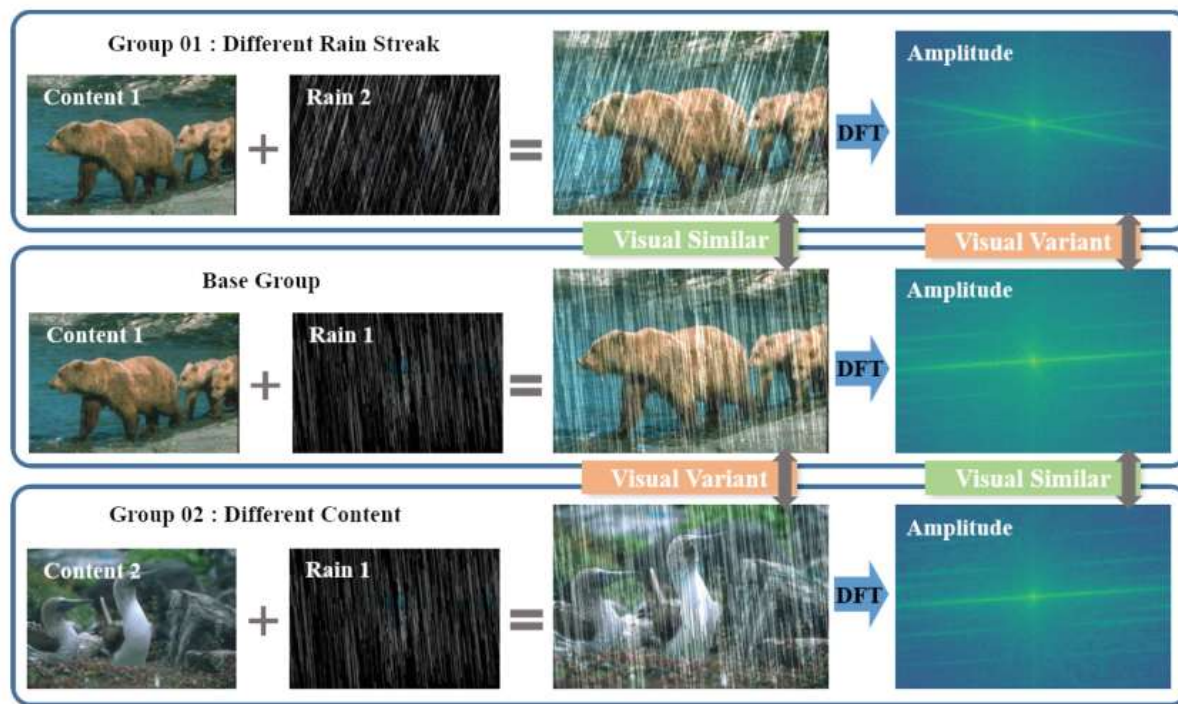 Group 01 : Different Rain Streak
Content 1
Rain 2
DFT
Amplitude
Visual Similar
Visual Variant
Base Group
Content 1
Rain 1
DFT
Amplitude
Visual Variant
Visual Similar
Group 02 : Different Content
Content 2
Rain 1
DFT
Amplitude